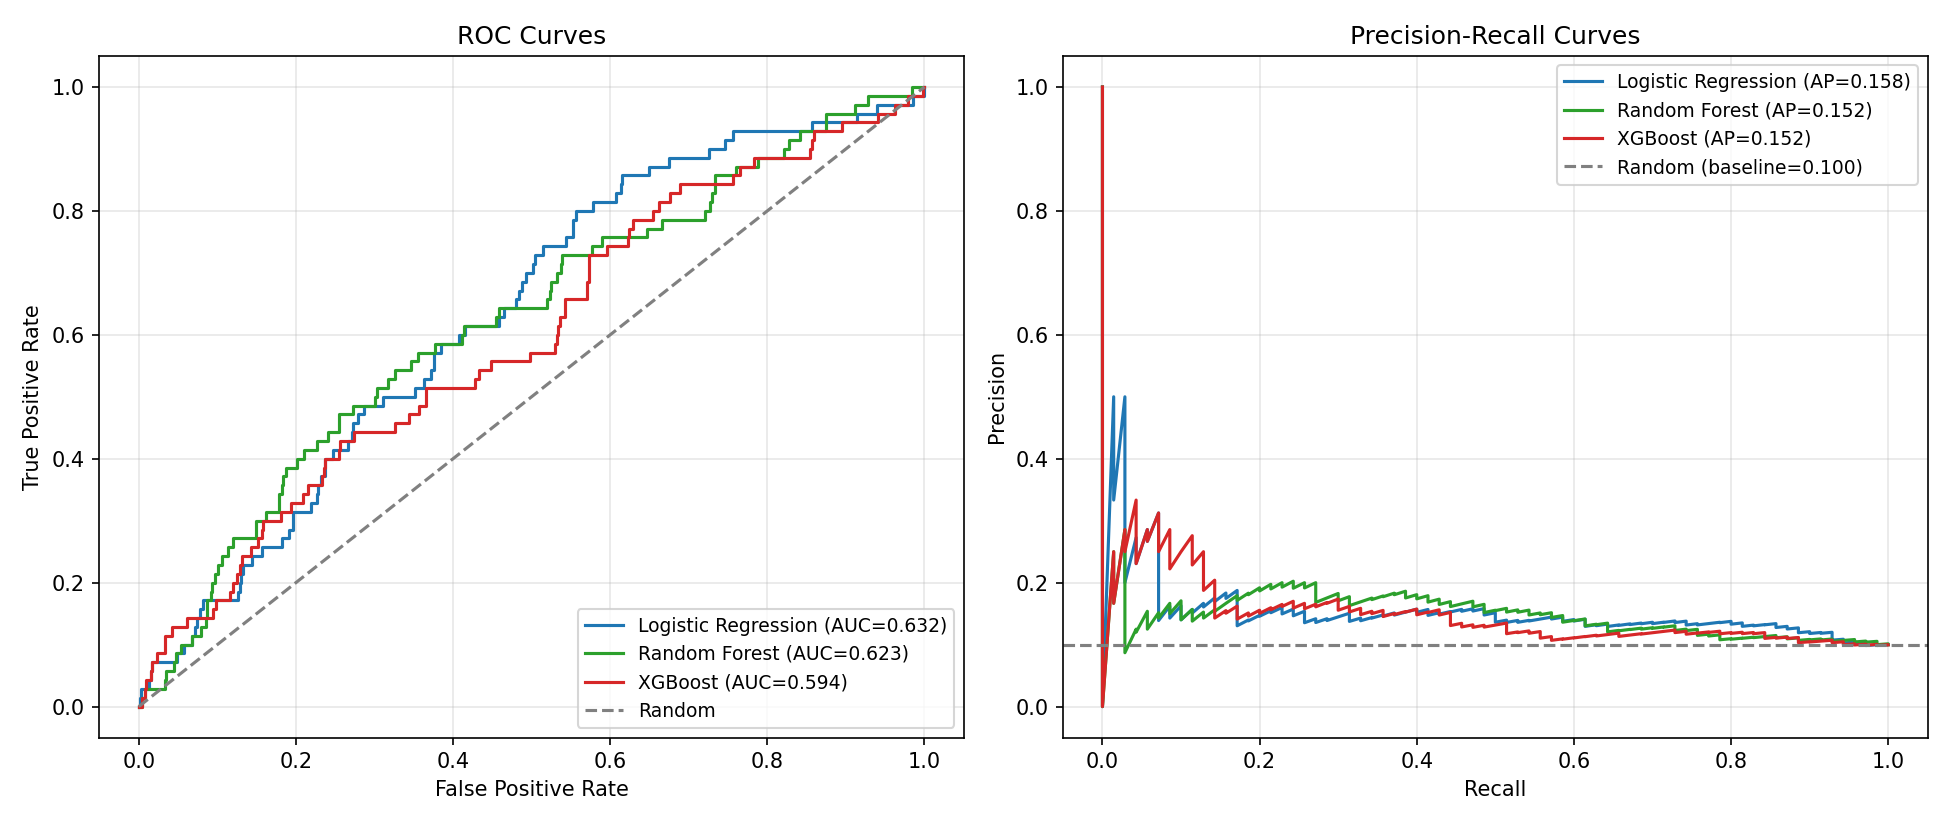 ROC Curves
True Positive Rate
1.0
0.8
0.6
0.4
0.2
0.0
Logistic Regression (AUC=0.632)
Random Forest (AUC=0.623)
XGBoost (AUC=0.594)
Random
0.0 0.2 0.4 0.6 0.8 1.0
False Positive Rate
Precision-Recall Curves
Precision
1.0
0.8
0.6
0.4
0.2
0.0
Logistic Regression (AP=0.158)
Random Forest (AP=0.152)
XGBoost (AP=0.152)
Random (baseline=0.100)
0.0 0.2 0.4 0.6 0.8 1.0
Recall